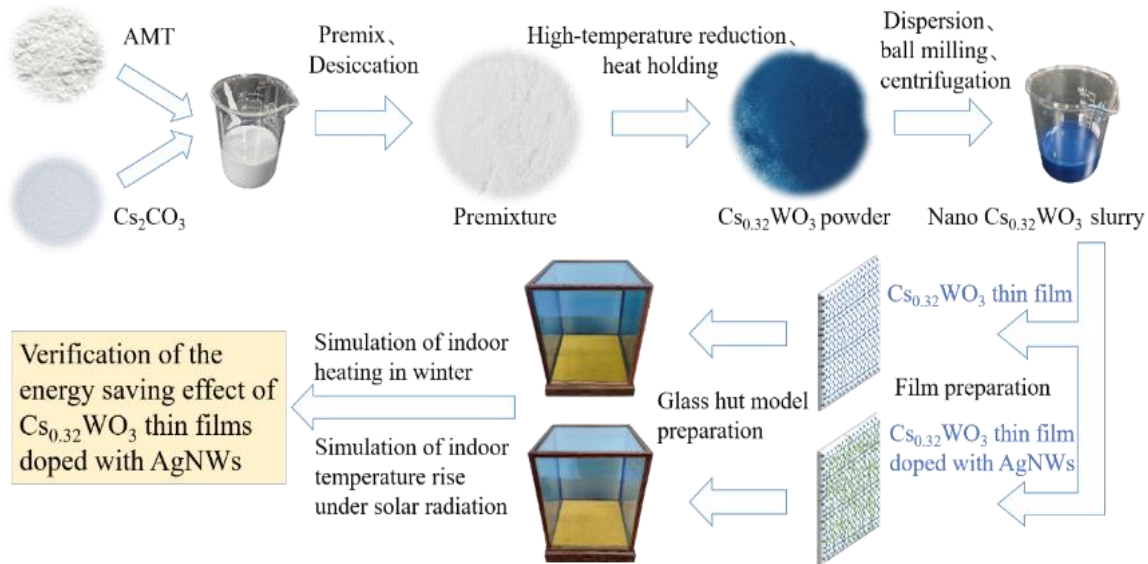 AMT
Cs₂CO₃
Premix、
Desiccation
Premixture
High-temperature reduction、
heat holding
Cs₀.₃₂WO₃ powder
Dispersion、
ball milling、
centrifugation
Nano Cs₀.₃₂WO₃ slurry
Cs₀.₃₂WO₃ thin film
Film preparation
Cs₀.₃₂WO₃ thin film
doped with AgNWs
Glass hut model
preparation
Simulation of indoor
heating in winter
Simulation of indoor
temperature rise
under solar radiation
Verification of the
energy saving effect of
Cs₀.₃₂WO₃ thin films
doped with AgNWs